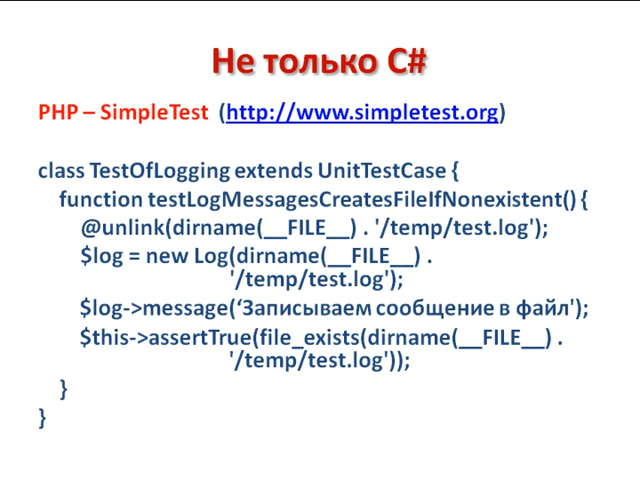 Не только C#
PHP – SimpleTest (http://www.simpletest.org)
class TestOfLogging extends UnitTestCase {
function testLogMessagesCreatesFileIfNonexistent() {
@unlink(dirname(__FILE__) . '/temp/test.log');
$log = new Log(dirname(__FILE__) .
'/temp/test.log');
$log->message(‘Записываем сообщение в файл');
$this->assertTrue(file_exists(dirname(__FILE__) .
'/temp/test.log'));
}
}